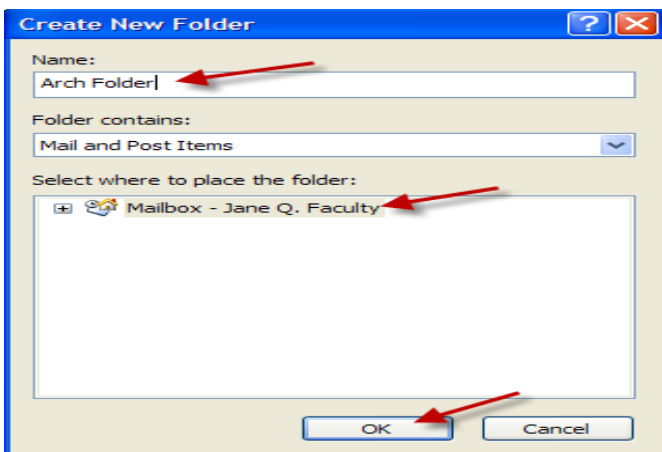 Create New Folder
Name:
Arch Folder
Folder contains:
Mail and Post Items
Select where to place the folder:
Mailbox - Jane Q. Faculty
OK Cancel